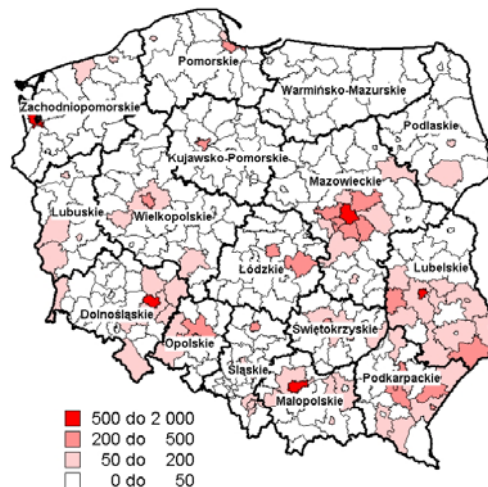 Pomorskie
Zachodniopomorskie
Warmińsko-Mazurskie
Podlaskie
Kujawsko-Pomorskie
Mazowieckie
Lubuskie
Wielkopolskie
Łódzkie
Lubelskie
Dolnośląskie
Opolskie
Świętokrzyskie
Śląskie
Podkarpackie
Malopolskie
500 do 2 000
200 do 500
50 do 200
0 do 50